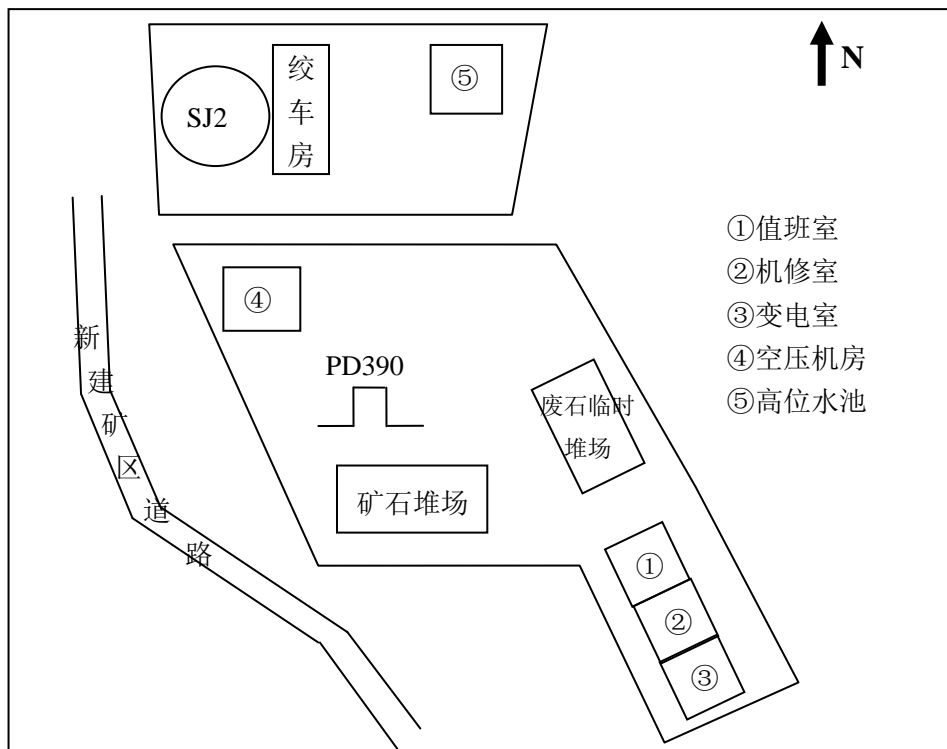 绞车房
SJ2
⑤
N
①值班室
②机修室
③变电室
④空压机房
⑤高位水池
④
新建矿区道路
PD390
废石临时
堆场
矿石堆场
①
②
③